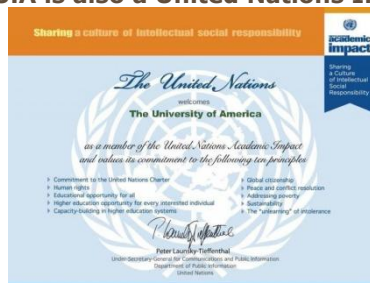 UIA is also a United Nations I
Sharing a culture of intellectual social responsibility
academic
impact
Sharing
a Culture
of Intellectual
Social
Responsibility
The United Nations
welcomes
The University of America
as a member of the United Nations Academic Impact
and values its commitment to the following ten principles
Commitment to the United Nations Charter
Human rights
Educational opportunity for all
Higher education opportunity for every interested individual
Capacity-building in higher education systems
Global citizenship
Peace and conflict resolution
Addressing poverty
Sustainability
The "unlearning" of intolerance
Peter Launsky-Tieffenthal
Under-Secretary-General for Communications and Public Information
Department of Public Information
United Nations